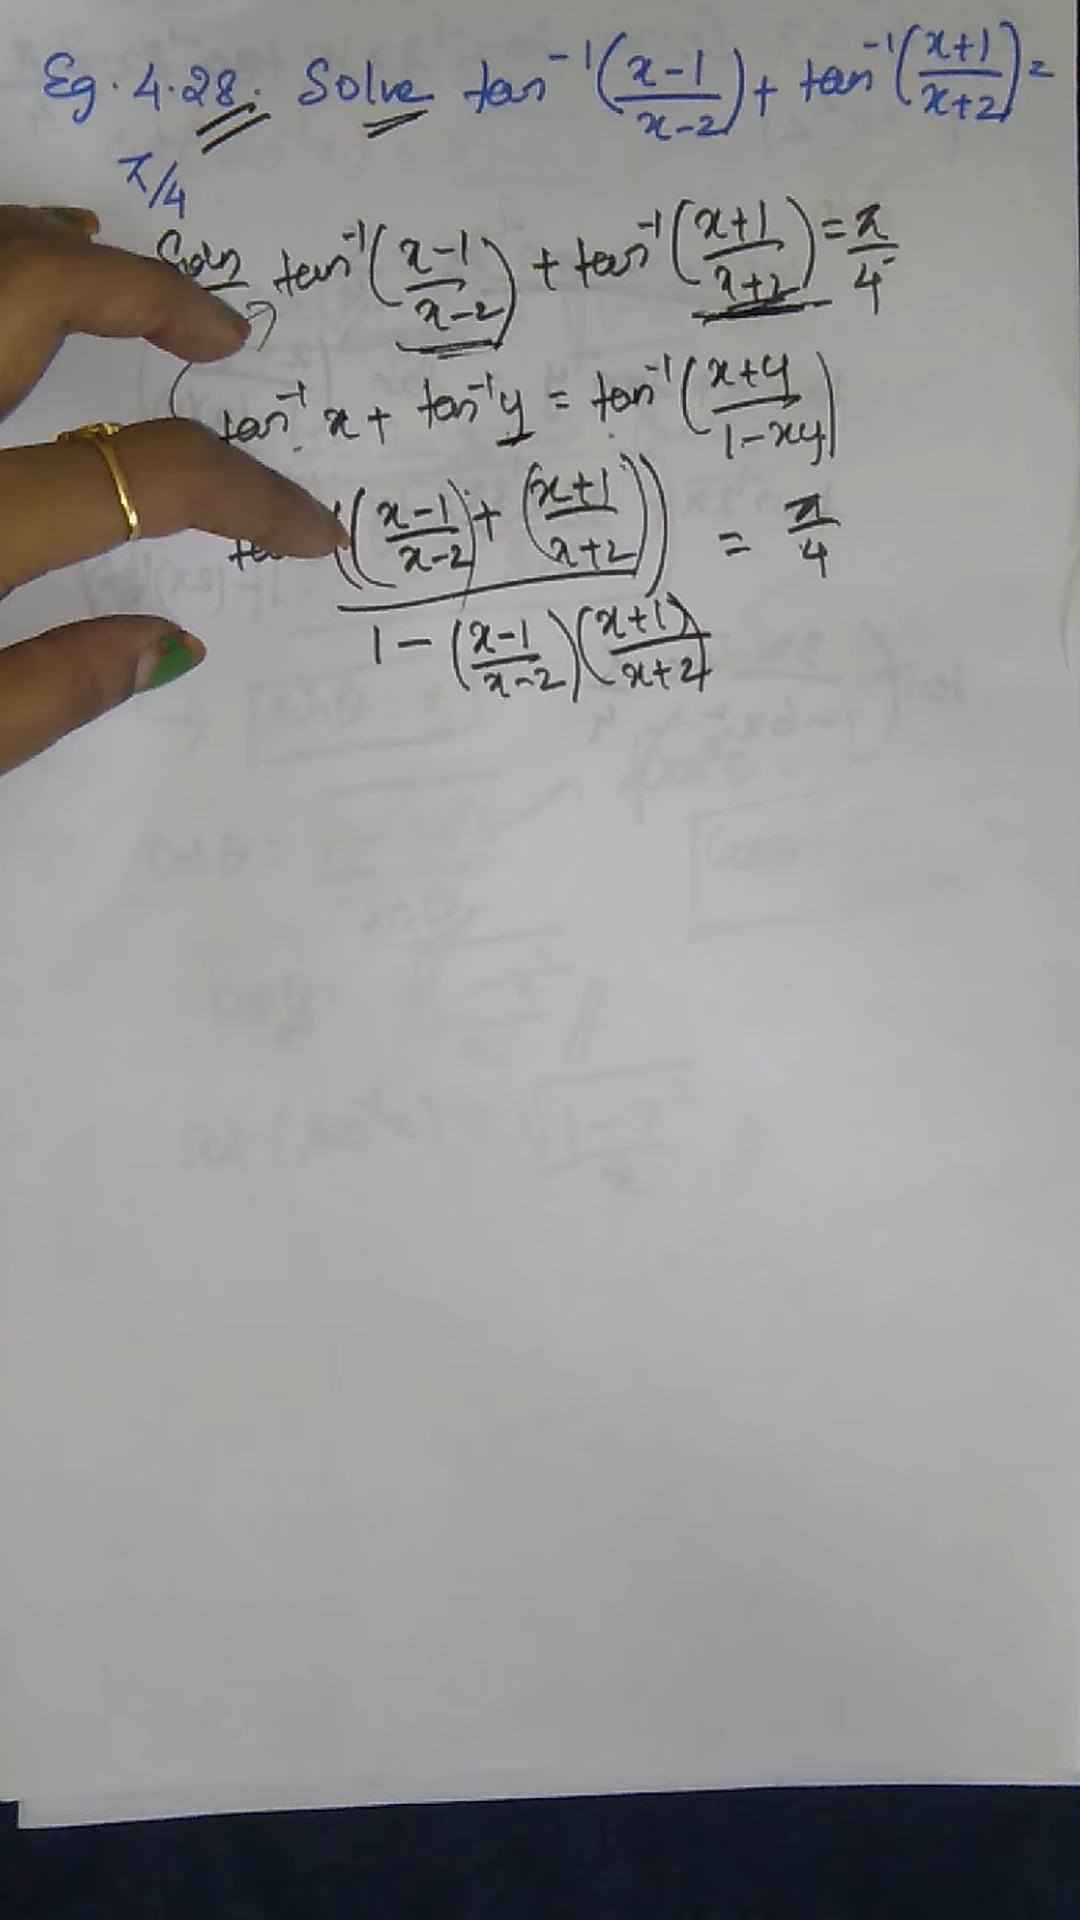 Eg. 4.28. Solve tan⁻¹((x-1)/(x-2)) + tan⁻¹((x+1)/(x+2)) =
π/4
Soln tan⁻¹((x-1)/(x-2)) + tan⁻¹((x+1)/(x+2)) = π/4
tan⁻¹x + tan⁻¹y = tan⁻¹((x+y)/(1-xy))
(((x-1)/(x-2)) + ((x+1)/(x+2))) / (1 - ((x-1)/(x-2))((x+1)/(x+2))) = π/4